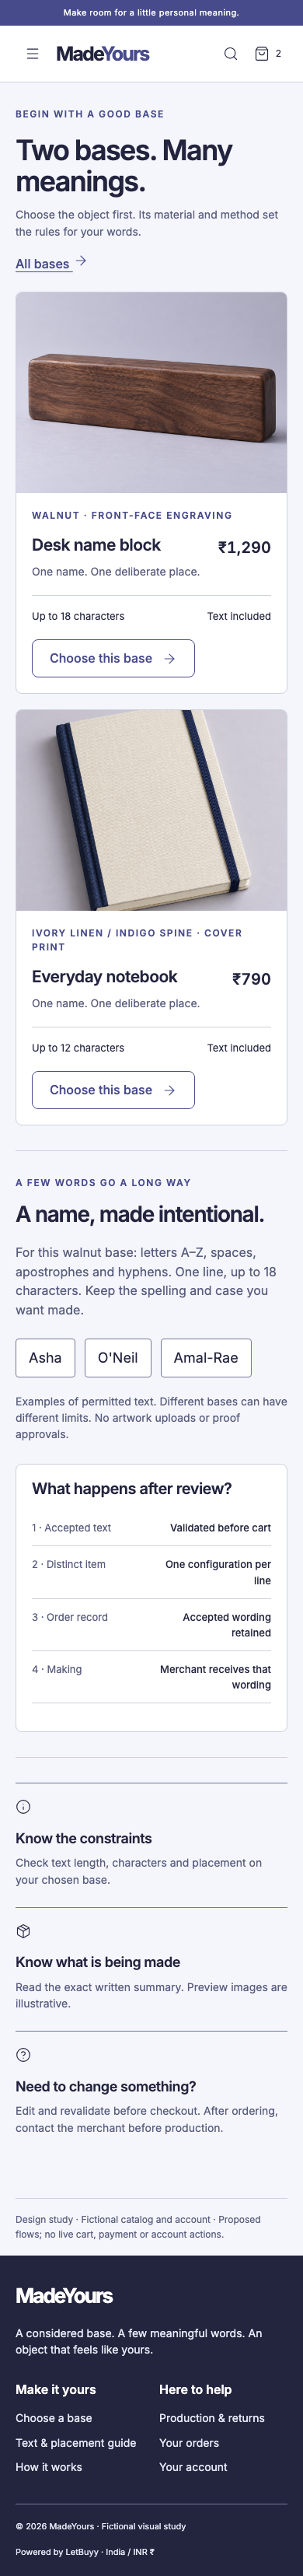 Make room for a little personal meaning.
MadeYours
2
BEGIN WITH A GOOD BASE
Two bases. Many
meanings.
Choose the object first. Its material and method set
the rules for your words.
All bases
WALNUT · FRONT-FACE ENGRAVING
Desk name block ₹1,290
One name. One deliberate place.
Up to 18 characters Text included
Choose this base
IVORY LINEN / INDIGO SPINE · COVER
PRINT
Everyday notebook ₹790
One name. One deliberate place.
Up to 12 characters Text included
Choose this base
A FEW WORDS GO A LONG WAY
A name, made intentional.
For this walnut base: letters A–Z, spaces,
apostrophes and hyphens. One line, up to 18
characters. Keep the spelling and case you
want made.
Asha O'Neil Amal-Rae
Examples of permitted text. Different bases can have
different limits. No artwork uploads or proof
approvals.
What happens after review?
1 · Accepted text Validated before cart
2 · Distinct item One configuration per
line
3 · Order record Accepted wording
retained
4 · Making Merchant receives that
wording
Know the constraints
Check text length, characters and placement on
your chosen base.
Know what is being made
Read the exact written summary. Preview images are
illustrative.
Need to change something?
Edit and revalidate before checkout. After ordering,
contact the merchant before production.
Design study · Fictional catalog and account · Proposed
flows; no live cart, payment or account actions.
MadeYours
A considered base. A few meaningful words. An
object that feels like yours.
Make it yours Here to help
Choose a base Production & returns
Text & placement guide Your orders
How it works Your account
© 2026 MadeYours · Fictional visual study
Powered by LetBuyy · India / INR ₹